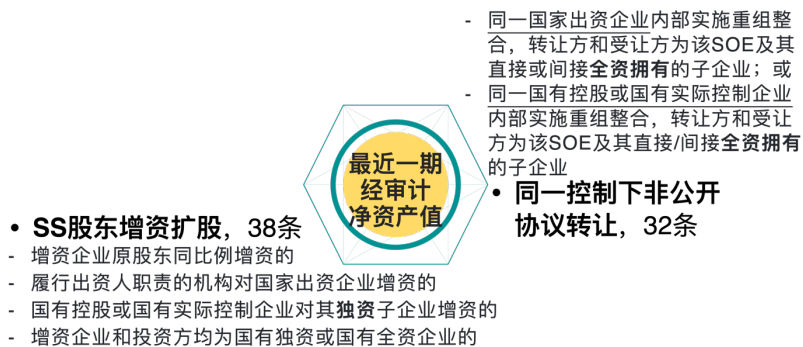 - 同一国家出资企业内部实施重组整
合，转让方和受让方为该SOE及其
直接或间接全资拥有的子企业；或
- 同一国有控股或国有实际控制企业
内部实施重组整合，转让方和受让
方为该SOE及其直接/间接全资拥有
的子企业
最近一期
经审计
净资产值
• 同一控制下非公开
协议转让，32条
• SS股东增资扩股，38条
- 增资企业原股东同比例增资的
- 履行出资人职责的机构对国家出资企业增资的
- 国有控股或国有实际控制企业对其独资子企业增资的
- 增资企业和投资方均为国有独资或国有全资企业的